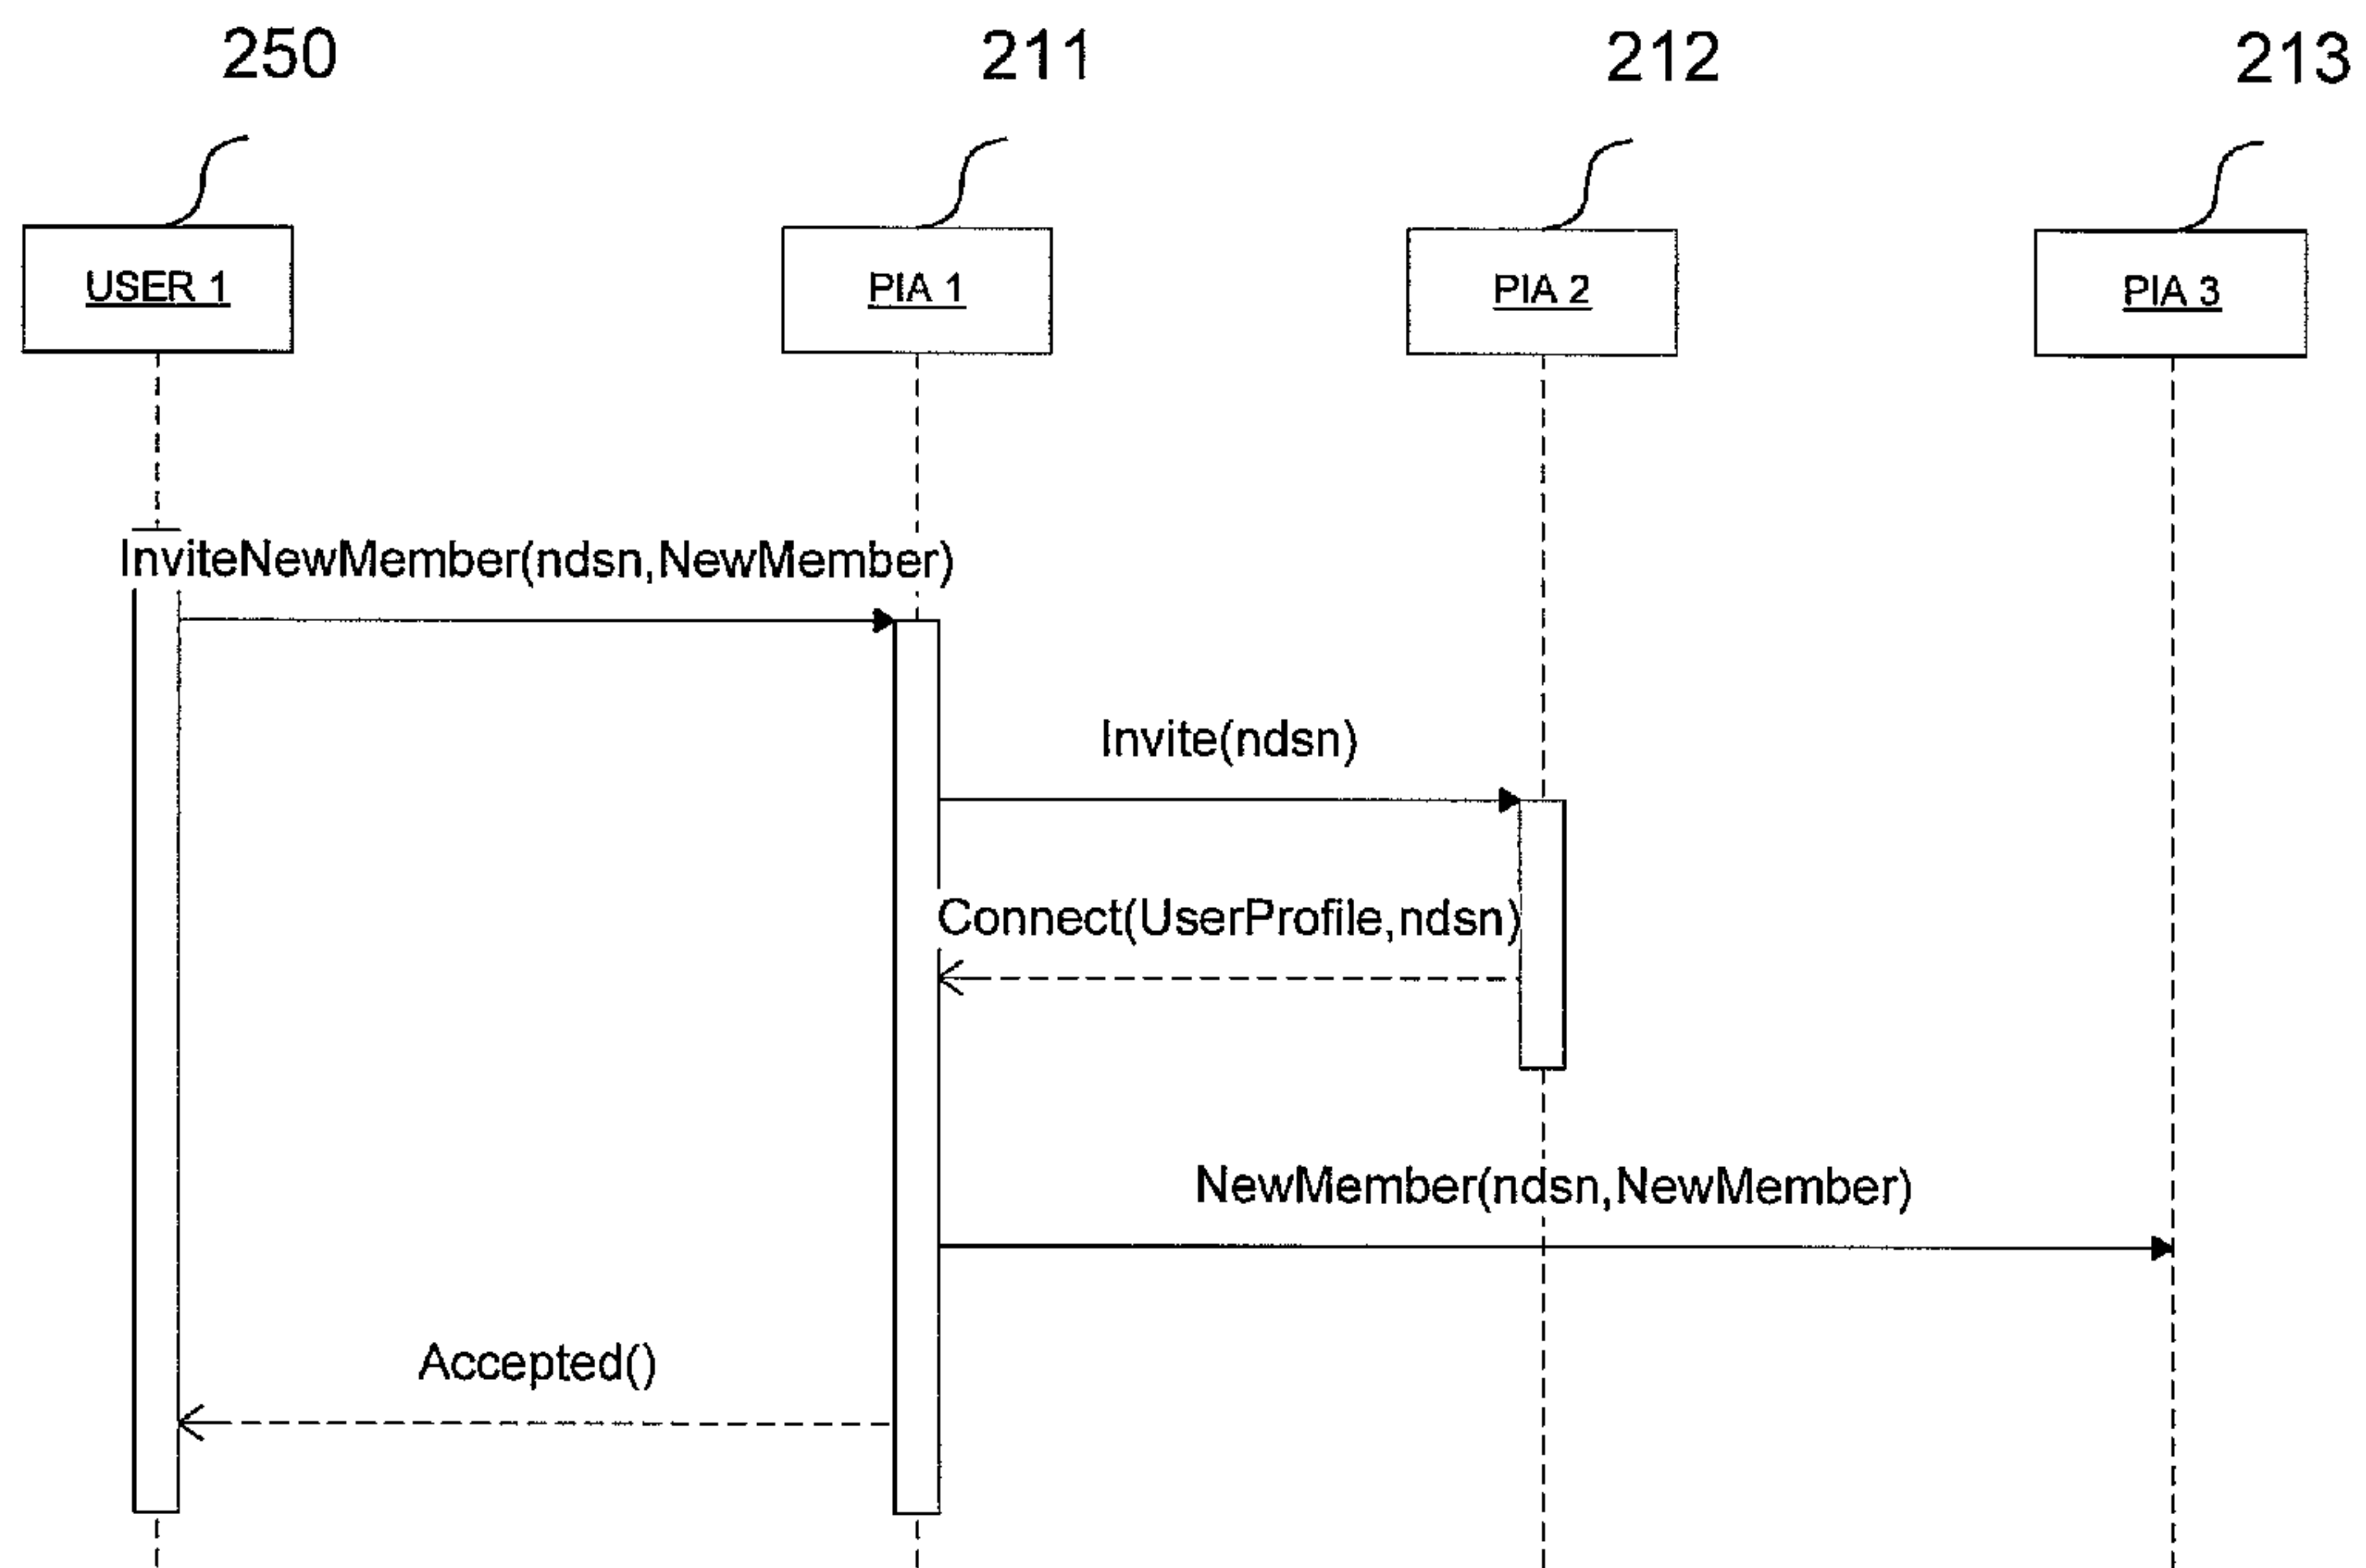 250 211 212 213
USER 1 PIA 1 PIA 2 PIA 3
InviteNewMember(ndsn,NewMember)
Invite(ndsn)
Connect(UserProfile,ndsn)
NewMember(ndsn,NewMember)
Accepted()